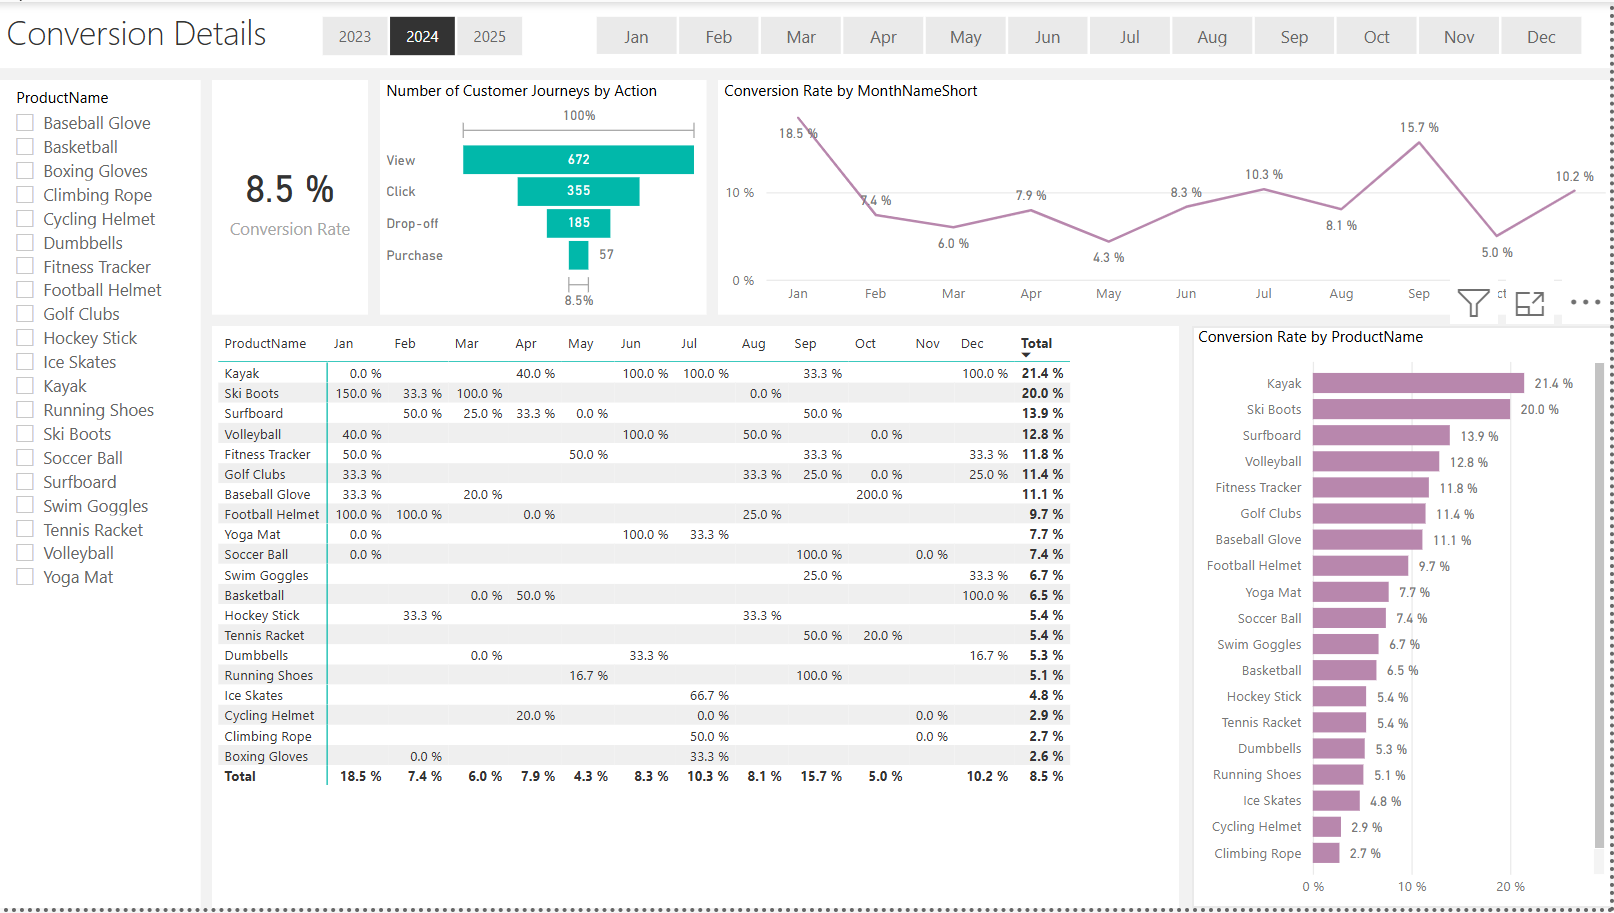 Conversion Details
2023 2024 2025
Jan Feb Mar Apr May Jun Jul Aug Sep Oct Nov Dec
ProductName
Baseball Glove
Basketball
Boxing Gloves
Climbing Rope
Cycling Helmet
Dumbbells
Fitness Tracker
Football Helmet
Golf Clubs
Hockey Stick
Ice Skates
Kayak
Running Shoes
Ski Boots
Soccer Ball
Surfboard
Swim Goggles
Tennis Racket
Volleyball
Yoga Mat
8.5 %
Conversion Rate
Number of Customer Journeys by Action
100%
View 672
Click 355
Drop-off 185
Purchase 57
8.5%
Conversion Rate by MonthNameShort
18.5 % 7.4 % 6.0 % 7.9 % 4.3 % 8.3 % 10.3 % 8.1 % 15.7 % 5.0 % 10.2 %
10 %
0 %
Jan Feb Mar Apr May Jun Jul Aug Sep ct
ProductName Jan Feb Mar Apr May Jun Jul Aug Sep Oct Nov Dec Total
Kayak 0.0 % 40.0 % 100.0 % 100.0 % 33.3 % 100.0 % 21.4 %
Ski Boots 150.0 % 33.3 % 100.0 % 0.0 % 20.0 %
Surfboard 50.0 % 25.0 % 33.3 % 0.0 % 50.0 % 13.9 %
Volleyball 40.0 % 100.0 % 50.0 % 0.0 % 12.8 %
Fitness Tracker 50.0 % 50.0 % 33.3 % 33.3 % 11.8 %
Golf Clubs 33.3 % 33.3 % 25.0 % 0.0 % 25.0 % 11.4 %
Baseball Glove 33.3 % 20.0 % 200.0 % 11.1 %
Football Helmet 100.0 % 100.0 % 0.0 % 25.0 % 9.7 %
Yoga Mat 0.0 % 100.0 % 33.3 % 7.7 %
Soccer Ball 0.0 % 100.0 % 0.0 % 7.4 %
Swim Goggles 25.0 % 33.3 % 6.7 %
Basketball 0.0 % 50.0 % 100.0 % 6.5 %
Hockey Stick 33.3 % 33.3 % 5.4 %
Tennis Racket 50.0 % 20.0 % 5.4 %
Dumbbells 0.0 % 33.3 % 16.7 % 5.3 %
Running Shoes 16.7 % 100.0 % 5.1 %
Ice Skates 66.7 % 4.8 %
Cycling Helmet 20.0 % 0.0 % 0.0 % 2.9 %
Climbing Rope 50.0 % 0.0 % 2.7 %
Boxing Gloves 0.0 % 33.3 % 2.6 %
Total 18.5 % 7.4 % 6.0 % 7.9 % 4.3 % 8.3 % 10.3 % 8.1 % 15.7 % 5.0 % 10.2 % 8.5 %
Conversion Rate by ProductName
Kayak 21.4 %
Ski Boots 20.0 %
Surfboard 13.9 %
Volleyball 12.8 %
Fitness Tracker 11.8 %
Golf Clubs 11.4 %
Baseball Glove 11.1 %
Football Helmet 9.7 %
Yoga Mat 7.7 %
Soccer Ball 7.4 %
Swim Goggles 6.7 %
Basketball 6.5 %
Hockey Stick 5.4 %
Tennis Racket 5.4 %
Dumbbells 5.3 %
Running Shoes 5.1 %
Ice Skates 4.8 %
Cycling Helmet 2.9 %
Climbing Rope 2.7 %
0 % 10 % 20 %